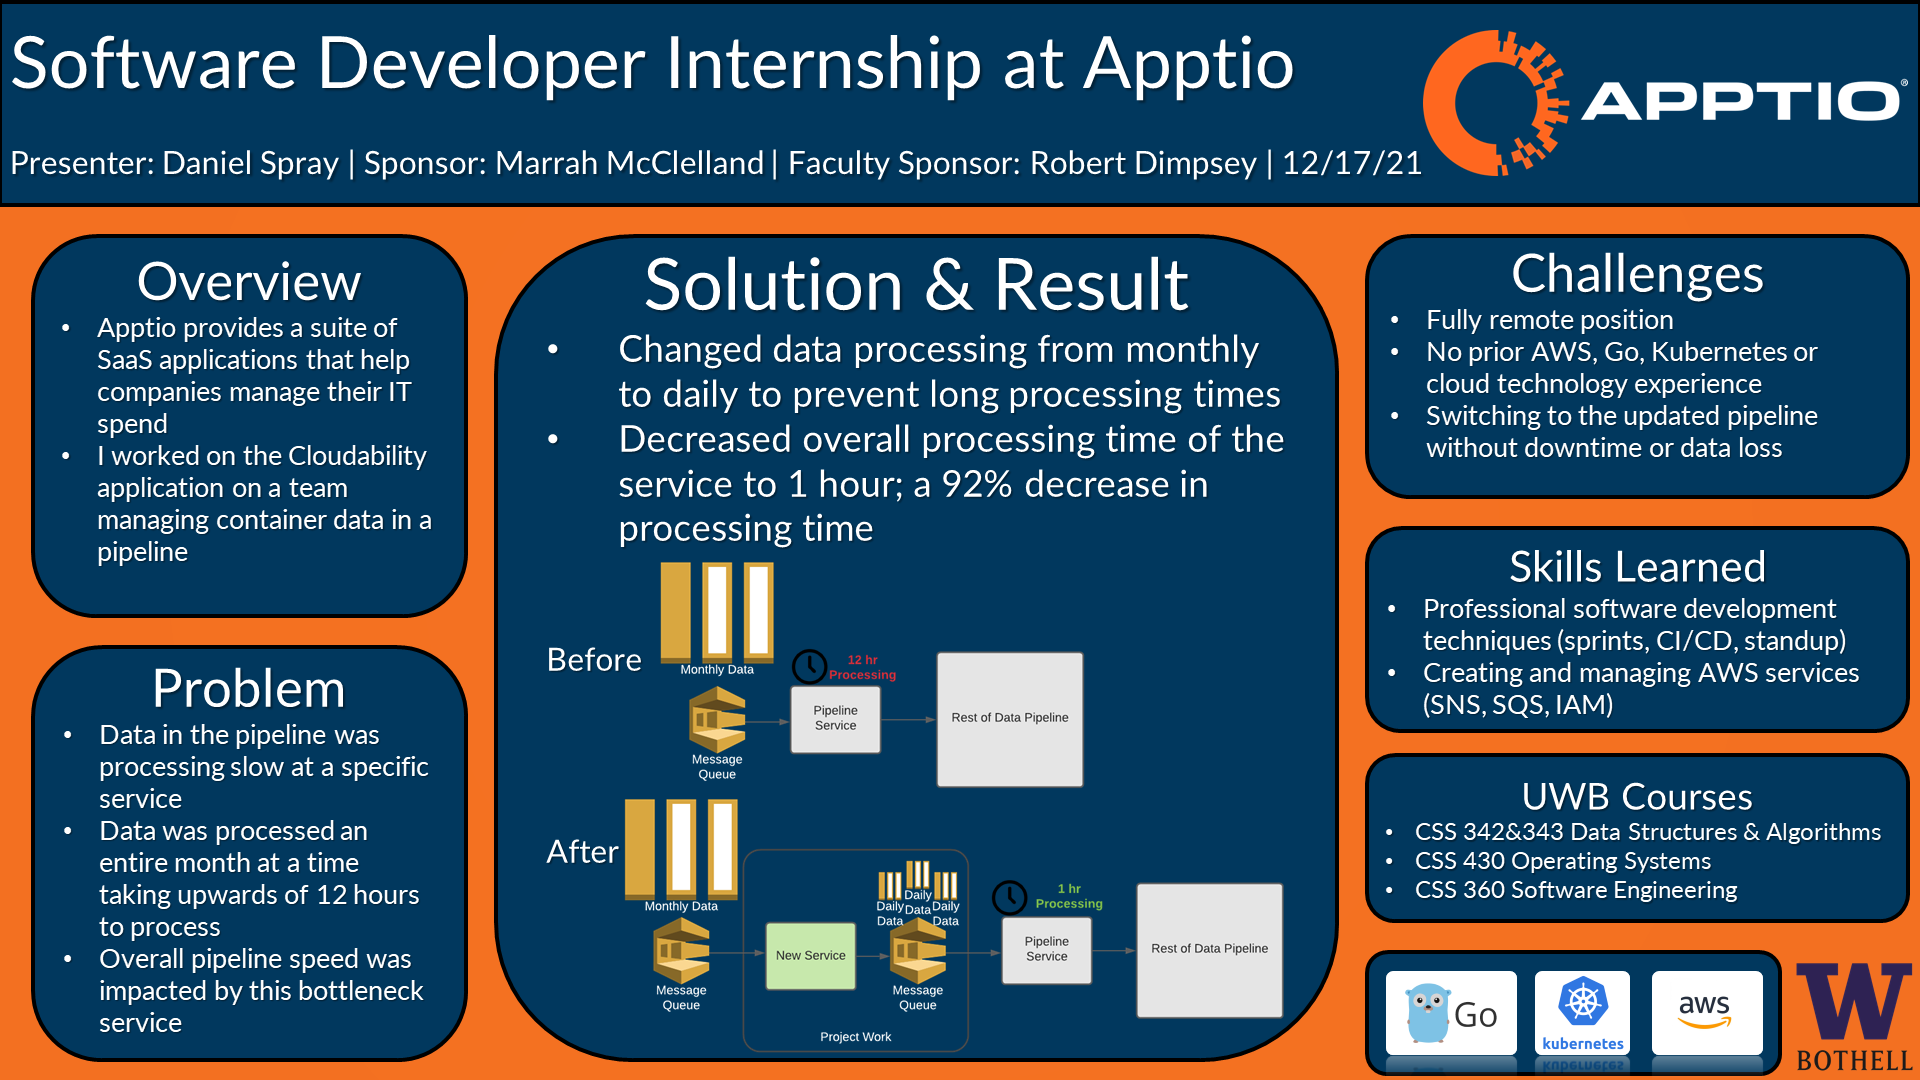 Software Developer Internship at Apptio
Presenter: Daniel Spray | Sponsor: Marrah McClelland | Faculty Sponsor: Robert Dimpsey | 12/17/21
APPTIO®
Overview
• Apptio provides a suite of
SaaS applications that help
companies manage their IT
spend
• I worked on the Cloudability
application on a team
managing container data in a
pipeline
Problem
• Data in the pipeline was
processing slow at a specific
service
• Data was processed an
entire month at a time
taking upwards of 12 hours
to process
• Overall pipeline speed was
impacted by this bottleneck
service
Solution & Result
• Changed data processing from monthly
to daily to prevent long processing times
• Decreased overall processing time of the
service to 1 hour; a 92% decrease in
processing time
Before
Monthly Data
12 hr
Processing
Message
Queue
Pipeline
Service
Rest of Data Pipeline
After
Monthly Data
Message
Queue
New Service
Daily
Data
Daily
Data
Daily
Data
Message
Queue
Project Work
1 hr
Processing
Pipeline
Service
Rest of Data Pipeline
Challenges
• Fully remote position
• No prior AWS, Go, Kubernetes or
cloud technology experience
• Switching to the updated pipeline
without downtime or data loss
Skills Learned
• Professional software development
techniques (sprints, CI/CD, standup)
• Creating and managing AWS services
(SNS, SQS, IAM)
UWB Courses
• CSS 342&343 Data Structures & Algorithms
• CSS 430 Operating Systems
• CSS 360 Software Engineering
Go
kubernetes
aws
W
BOTHELL